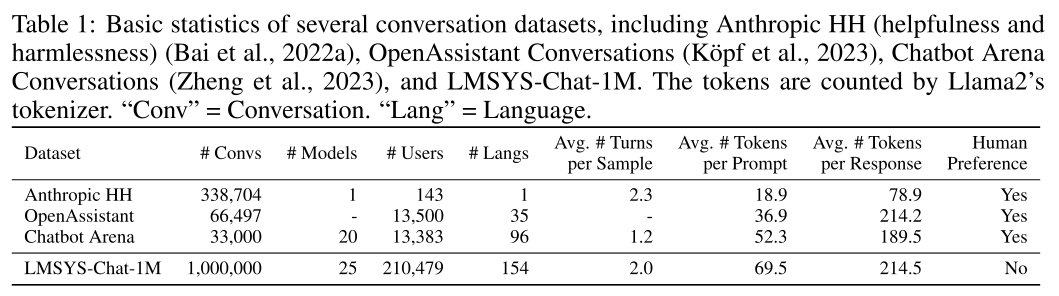 Table 1: Basic statistics of several conversation datasets, including Anthropic HH (helpfulness and
harmlessness) (Bai et al., 2022a), OpenAssistant Conversations (Köpf et al., 2023), Chatbot Arena
Conversations (Zheng et al., 2023), and LMSYS-Chat-1M. The tokens are counted by Llama2’s
tokenizer. “Conv” = Conversation. “Lang” = Language.
Dataset # Convs # Models # Users # Langs Avg. # Turns per Sample Avg. # Tokens per Prompt Avg. # Tokens per Response Human Preference
Anthropic HH 338,704 1 143 1 2.3 18.9 78.9 Yes
OpenAssistant 66,497 - 13,500 35 - 36.9 214.2 Yes
Chatbot Arena 33,000 20 13,383 96 1.2 52.3 189.5 Yes
LMSYS-Chat-1M 1,000,000 25 210,479 154 2.0 69.5 214.5 No